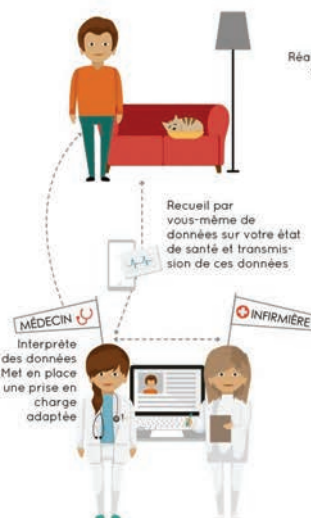 Réa
Recueil par
vous-même de
données sur votre état
de santé et transmis-
sion de ces données
MÉDECIN
INFIRMIÈRE
Interprète
des données
Met en place
une prise en
charge
adaptée